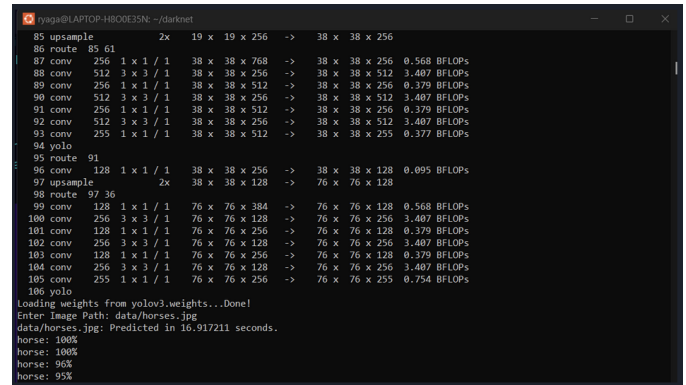 ryaga@LAPTOP-H8O0E35N: ~/darknet
85 upsample 2x 19 x 19 x 256 -> 38 x 38 x 256
86 route 85 61
87 conv 256 1 x 1 / 1 38 x 38 x 768 -> 38 x 38 x 256 0.568 BFLOPs
88 conv 512 3 x 3 / 1 38 x 38 x 256 -> 38 x 38 x 512 3.407 BFLOPs
89 conv 256 1 x 1 / 1 38 x 38 x 512 -> 38 x 38 x 256 0.379 BFLOPs
90 conv 512 3 x 3 / 1 38 x 38 x 256 -> 38 x 38 x 512 3.407 BFLOPs
91 conv 256 1 x 1 / 1 38 x 38 x 512 -> 38 x 38 x 256 0.379 BFLOPs
92 conv 512 3 x 3 / 1 38 x 38 x 256 -> 38 x 38 x 512 3.407 BFLOPs
93 conv 255 1 x 1 / 1 38 x 38 x 512 -> 38 x 38 x 255 0.377 BFLOPs
94 yolo
95 route 91
96 conv 128 1 x 1 / 1 38 x 38 x 256 -> 38 x 38 x 128 0.095 BFLOPs
97 upsample 2x 38 x 38 x 128 -> 76 x 76 x 128
98 route 97 36
99 conv 128 1 x 1 / 1 76 x 76 x 384 -> 76 x 76 x 128 0.568 BFLOPs
100 conv 256 3 x 3 / 1 76 x 76 x 128 -> 76 x 76 x 256 3.407 BFLOPs
101 conv 128 1 x 1 / 1 76 x 76 x 256 -> 76 x 76 x 128 0.379 BFLOPs
102 conv 256 3 x 3 / 1 76 x 76 x 128 -> 76 x 76 x 256 3.407 BFLOPs
103 conv 128 1 x 1 / 1 76 x 76 x 256 -> 76 x 76 x 128 0.379 BFLOPs
104 conv 256 3 x 3 / 1 76 x 76 x 128 -> 76 x 76 x 256 3.407 BFLOPs
105 conv 255 1 x 1 / 1 76 x 76 x 256 -> 76 x 76 x 255 0.754 BFLOPs
106 yolo
Loading weights from yolov3.weights...Done!
Enter Image Path: data/horses.jpg
data/horses.jpg: Predicted in 16.917211 seconds.
horse: 100%
horse: 100%
horse: 96%
horse: 95%